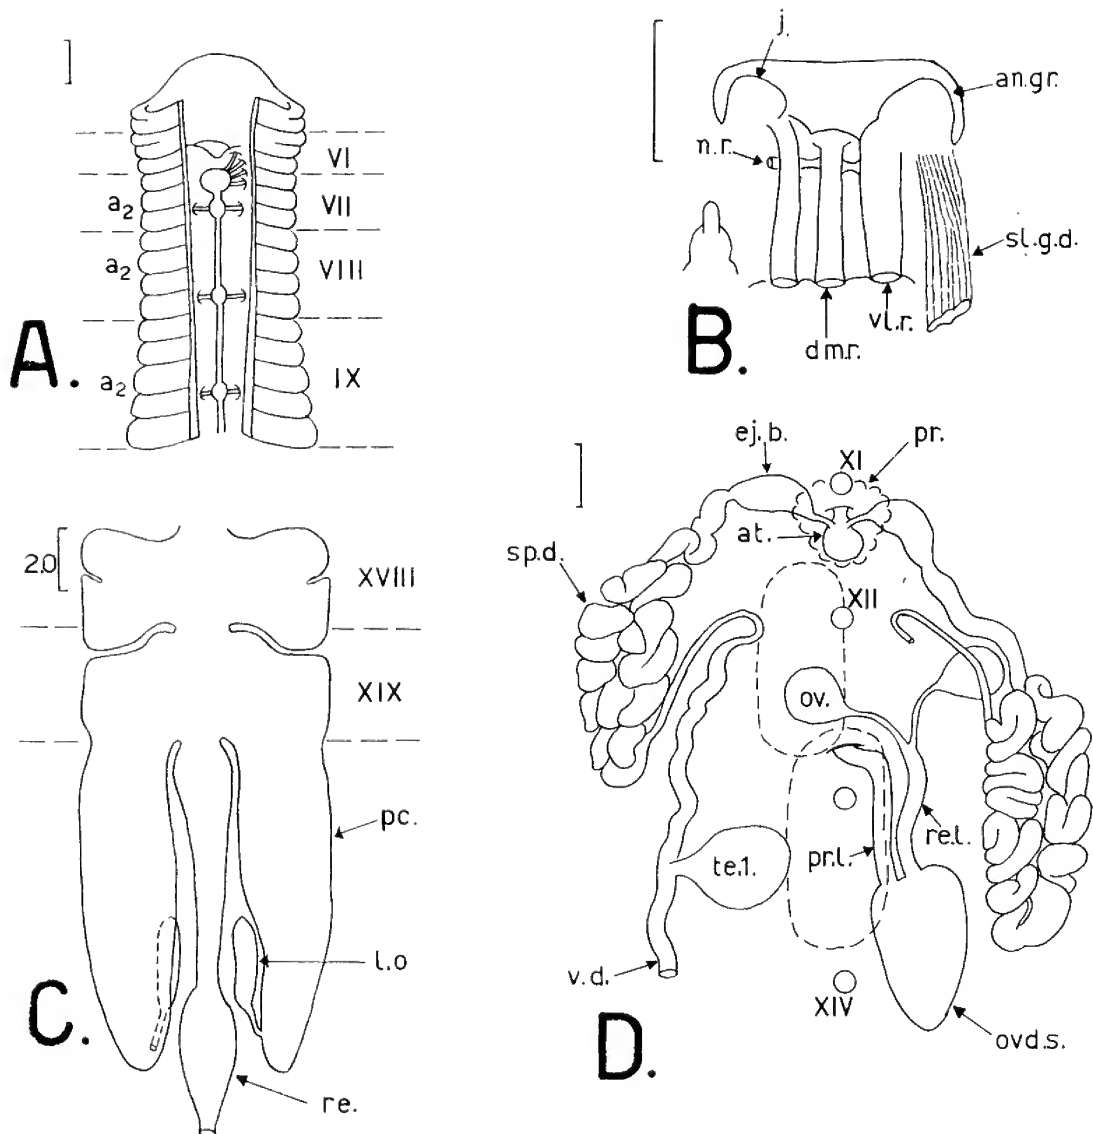 A.
VI
a₂ VII
a₂ VIII
a₂ IX
B.
j.
an.gr.
n.r.
sl.g.d.
vl.r.
dm.r.
C.
2.0
XVIII
XIX
pc.
l.o
re.
D.
ej.b.
pr.
XI
at.
sp.d.
XII
ov.
re.l.
pr.l.
te.1.
v.d.
XIV
ovd.s.